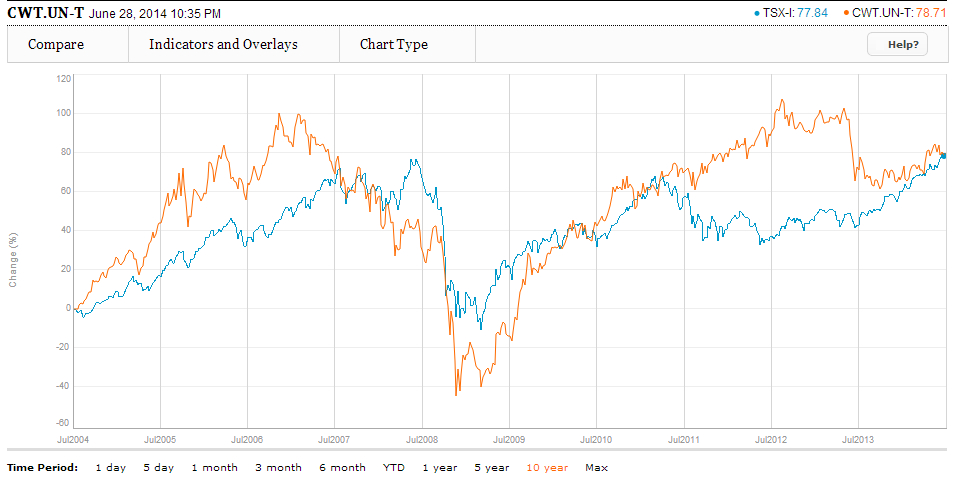 CWT.UN-T June 28, 2014 10:35 PM TSX-I: 77.84 CWT.UN-T: 78.71
Compare Indicators and Overlays Chart Type Help?
120
100
80
60
40
20
0
-20
-40
-60
Change (%)
Jul2004 Jul2005 Jul2006 Jul2007 Jul2008 Jul2009 Jul2010 Jul2011 Jul2012 Jul2013
Time Period: 1 day 5 day 1 month 3 month 6 month YTD 1 year 5 year 10 year Max